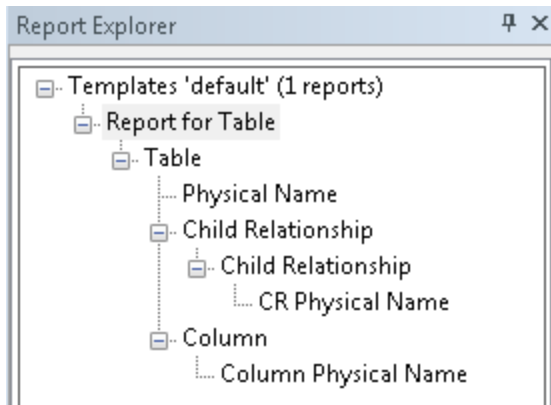 Report Explorer
Templates 'default' (1 reports)
Report for Table
Table
Physical Name
Child Relationship
Child Relationship
CR Physical Name
Column
Column Physical Name